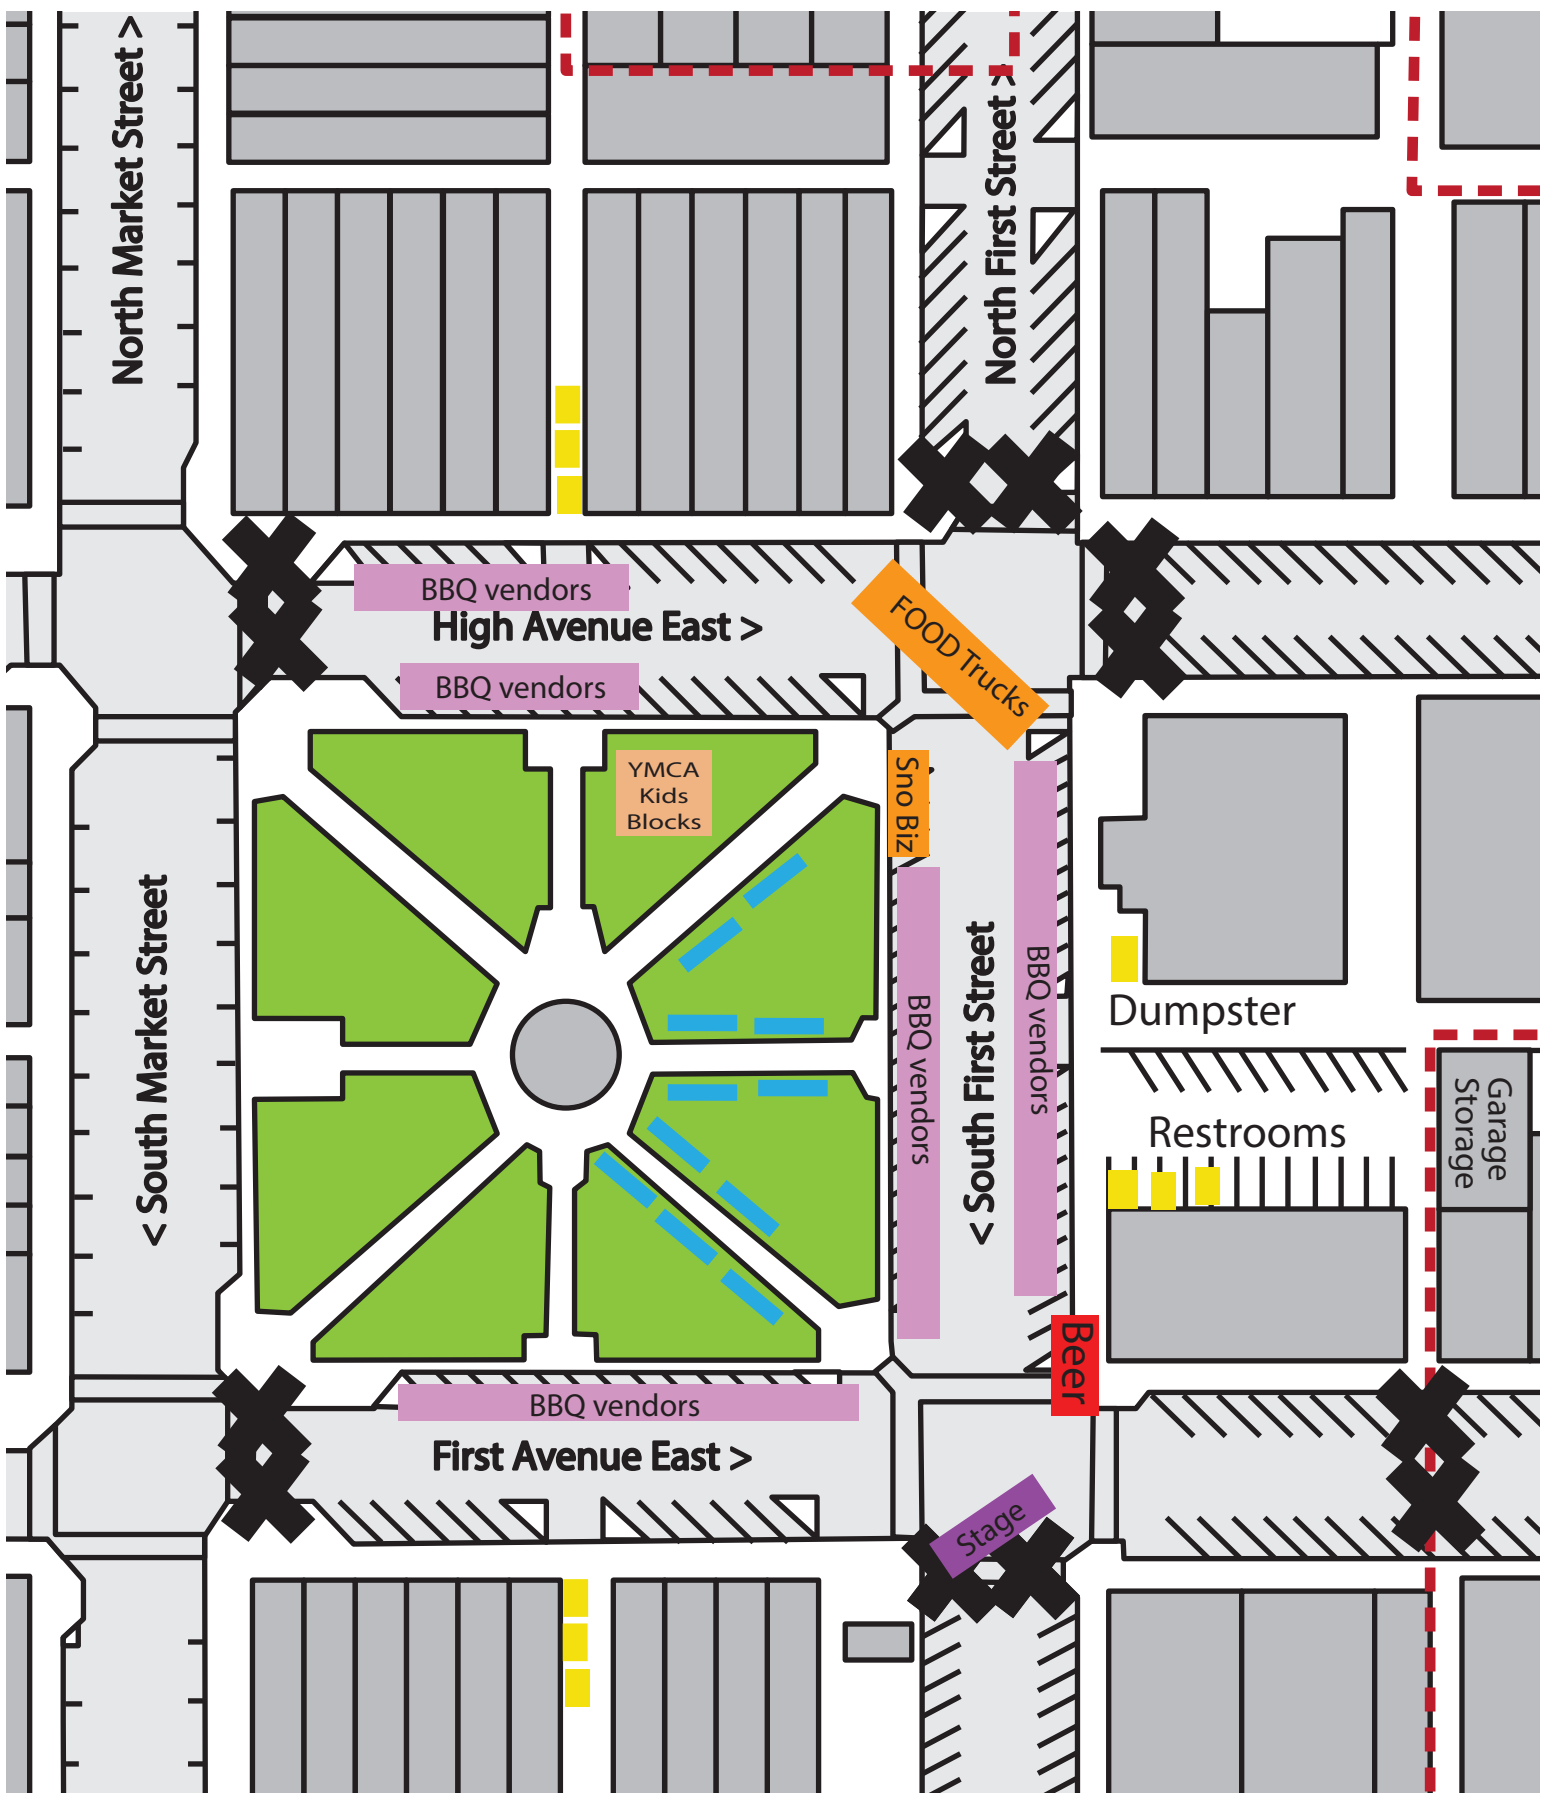 North Market Street >
North First Street >
BBQ vendors
High Avenue East >
BBQ vendors
FOOD Trucks
YMCA
Kids
Blocks
Sno Biz
< South Market Street
BBQ vendors
< South First Street
BBQ vendors
Dumpster
Restrooms
Garage
Storage
Beer
BBQ vendors
First Avenue East >
Stage